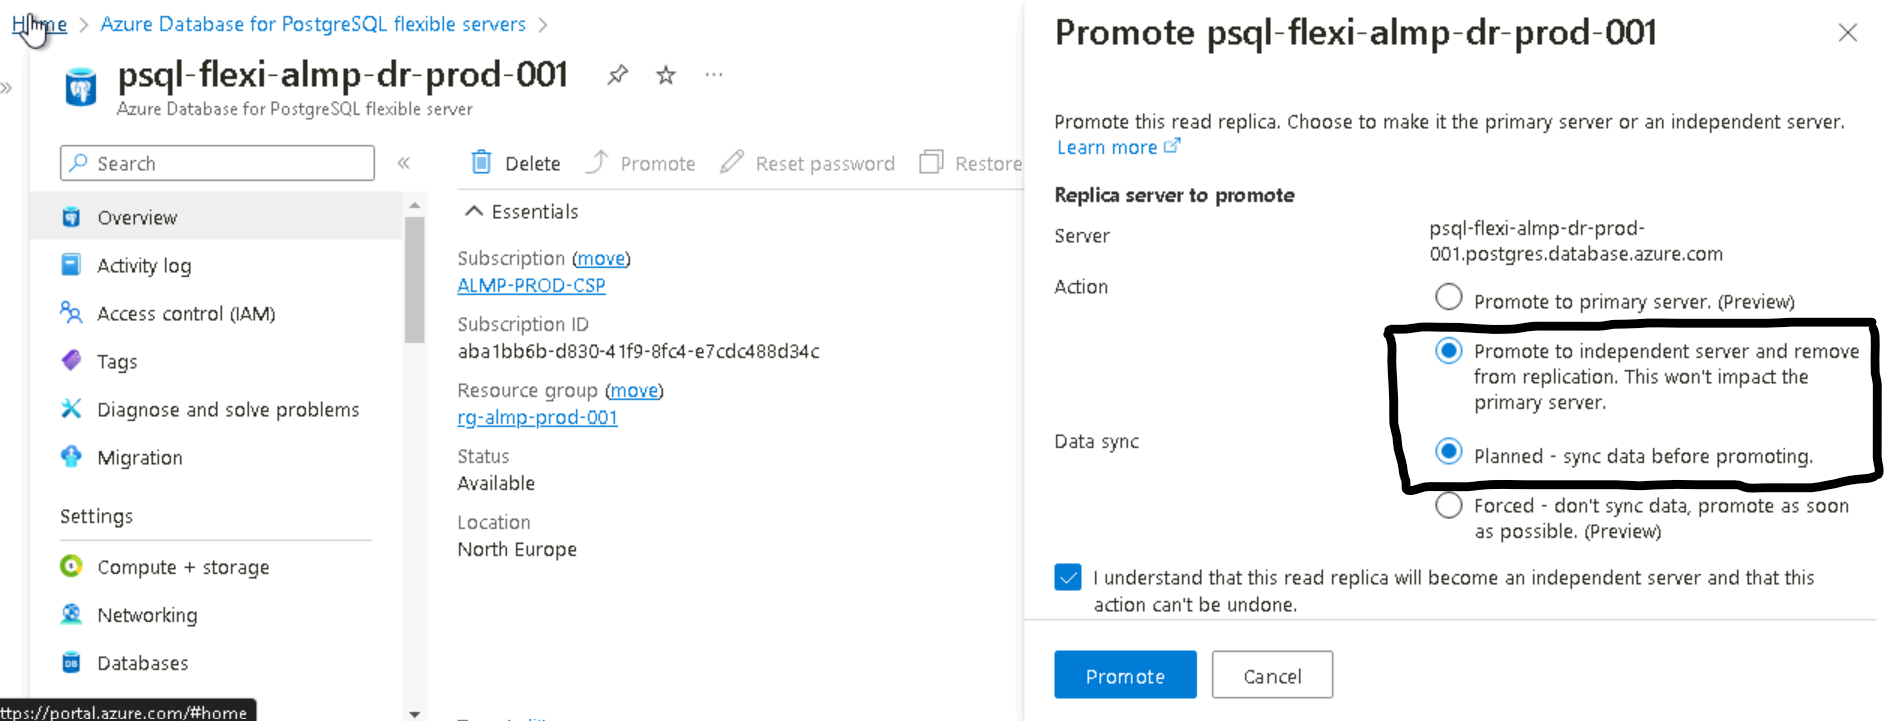 Home > Azure Database for PostgreSQL flexible servers >
psql-flexi-almp-dr-prod-001
Azure Database for PostgreSQL flexible server
Search
Overview
Activity log
Access control (IAM)
Tags
Diagnose and solve problems
Migration
Settings
Compute + storage
Networking
Databases
ttps://portal.azure.com/#home
Delete Promote Reset password Restore
Essentials
Subscription (move)
ALMP-PROD-CSP
Subscription ID
aba1bb6b-d830-41f9-8fc4-e7cdc488d34c
Resource group (move)
rg-almp-prod-001
Status
Available
Location
North Europe
Promote psql-flexi-almp-dr-prod-001
Promote this read replica. Choose to make it the primary server or an independent server.
Learn more
Replica server to promote
Server psql-flexi-almp-dr-prod-
001.postgres.database.azure.com
Action
Promote to primary server. (Preview)
Promote to independent server and remove
from replication. This won't impact the
primary server.
Data sync
Planned - sync data before promoting.
Forced - don't sync data, promote as soon
as possible. (Preview)
I understand that this read replica will become an independent server and that this
action can't be undone.
Promote Cancel